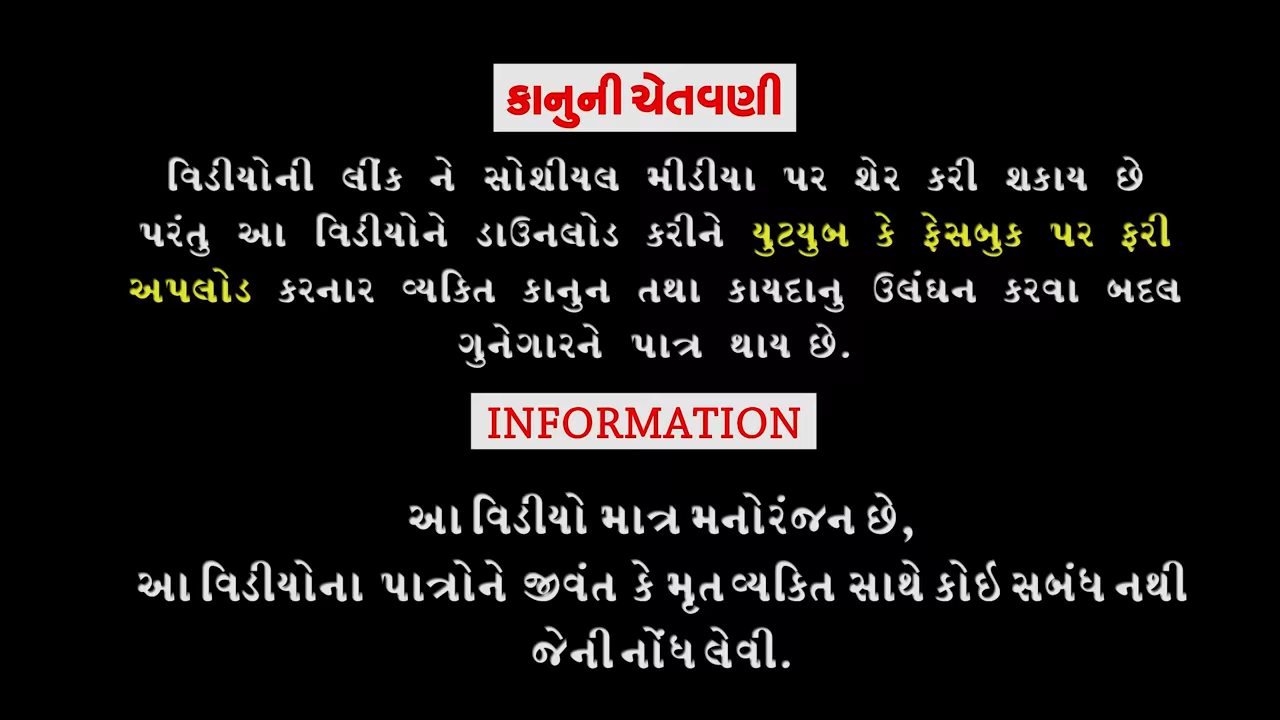 કાનુની ચેતવણી
વિડીયોની લીંક ને સોશીયલ મીડીયા પર શેર કરી શકાય છે
પરંતુ આ વિડીયોને ડાઉનલોડ કરીને યુટયુબ કે ફેસબુક પર ફરી
અપલોડ કરનાર વ્યકિત કાનુન તથા કાયદાનુ ઉલંઘન કરવા બદલ
ગુનેગારને પાત્ર થાય છે.
INFORMATION
આ વિડીયો માત્ર મનોરંજન છે,
આ વિડીયોના પાત્રોને જીવંત કે મૃત વ્યકિત સાથે કોઇ સબંધ નથી
જેની નોંધ લેવી.